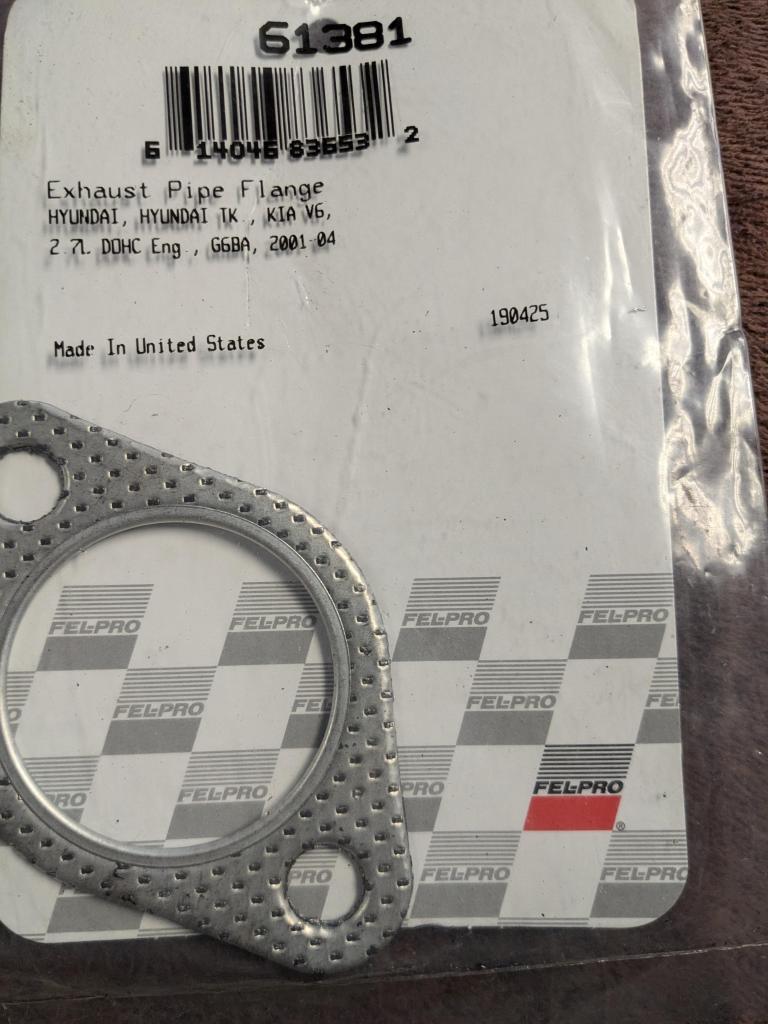 61381
6 14046 83653 2
Exhaust Pipe Flange
HYUNDAI, HYUNDAI TK., KIA V6,
2.7L DOHC Eng., G6BA, 2001-04
190425
Made In United States
FEL-PRO FEL-PRO FEL-PRO FEL-PRO
FEL-PRO FEL-PRO FE
PRO FEL-PRO FEL-PRO
®
PRO FEL-PRO FEL-PRO